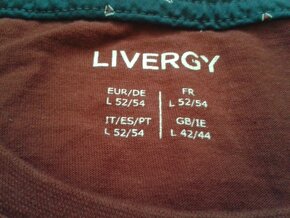 LIVERGY
EUR/DE FR
L 52/54 L 52/54
IT/ES/PT GB/IE
L 52/54 L 42/44